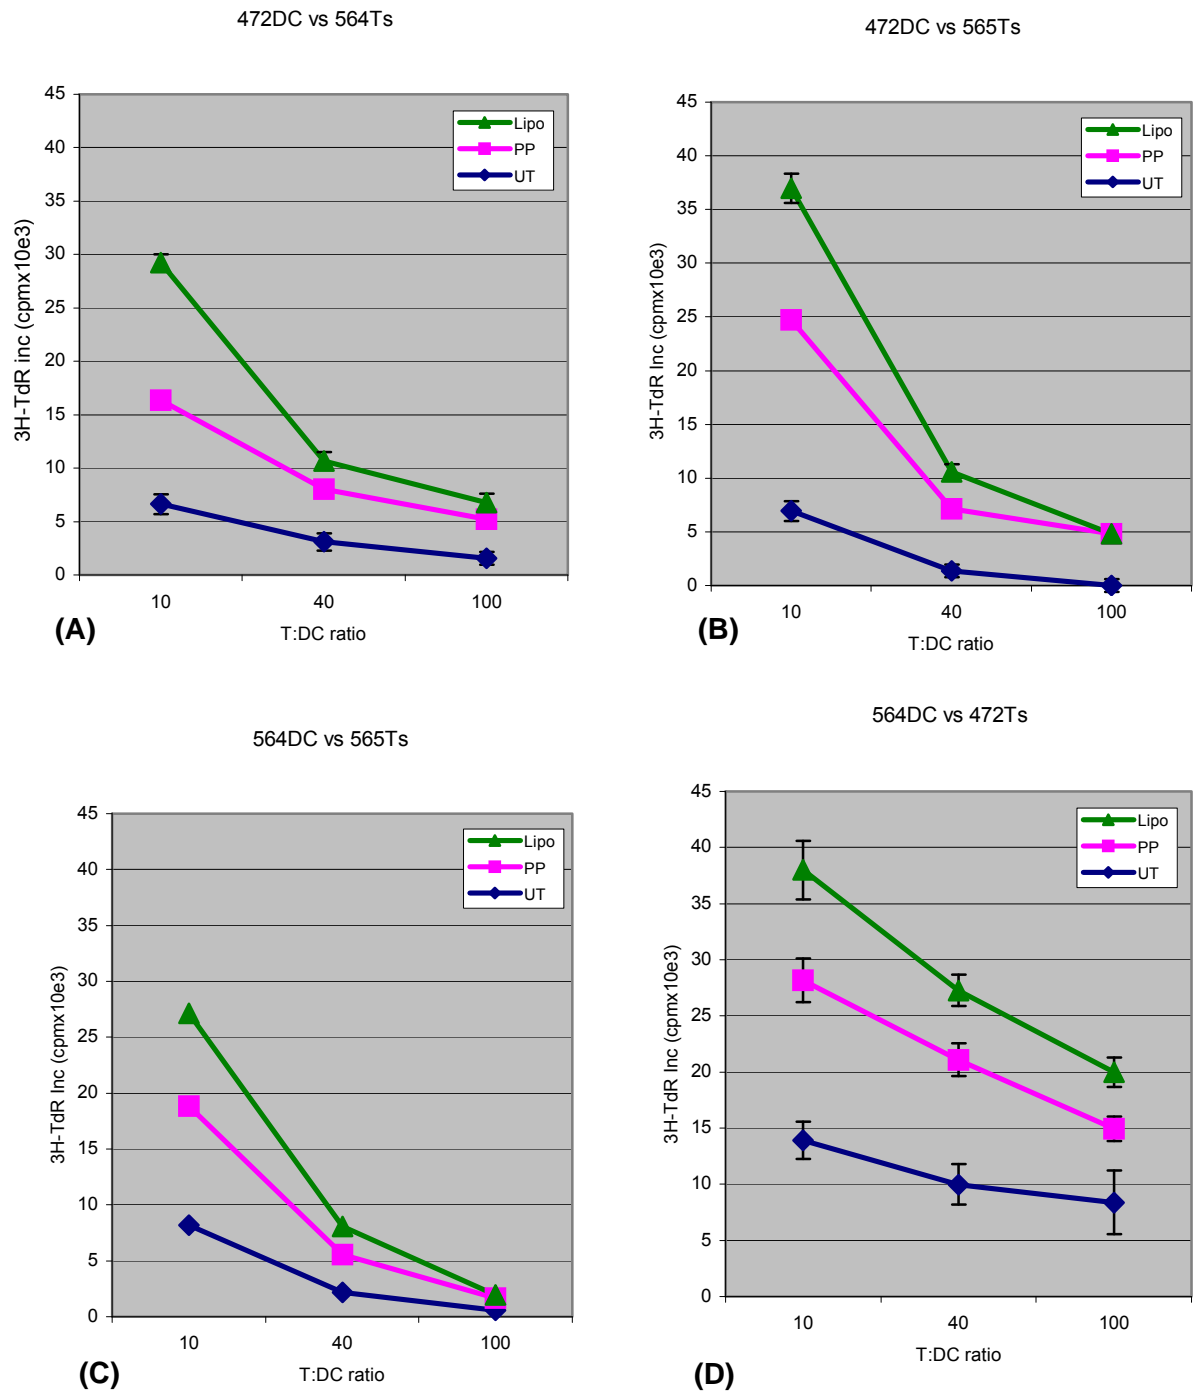 472DC vs 564Ts
45
40
35
30
25
20
15
10
5
0
3H-TdR inc (cpmx10e3)
Lipo
PP
UT
10 40 100
T:DC ratio
(A)
472DC vs 565Ts
45
40
35
30
25
20
15
10
5
0
3H-TdR Inc (cpmx10e3)
Lipo
PP
UT
10 40 100
T:DC ratio
(B)
564DC vs 565Ts
45
40
35
30
25
20
15
10
5
0
3H-TdR Inc (cpmx10e3)
Lipo
PP
UT
10 40 100
T:DC ratio
(C)
564DC vs 472Ts
45
40
35
30
25
20
15
10
5
0
3H-TdR Inc (cpmx10e3)
Lipo
PP
UT
10 40 100
T:DC ratio
(D)